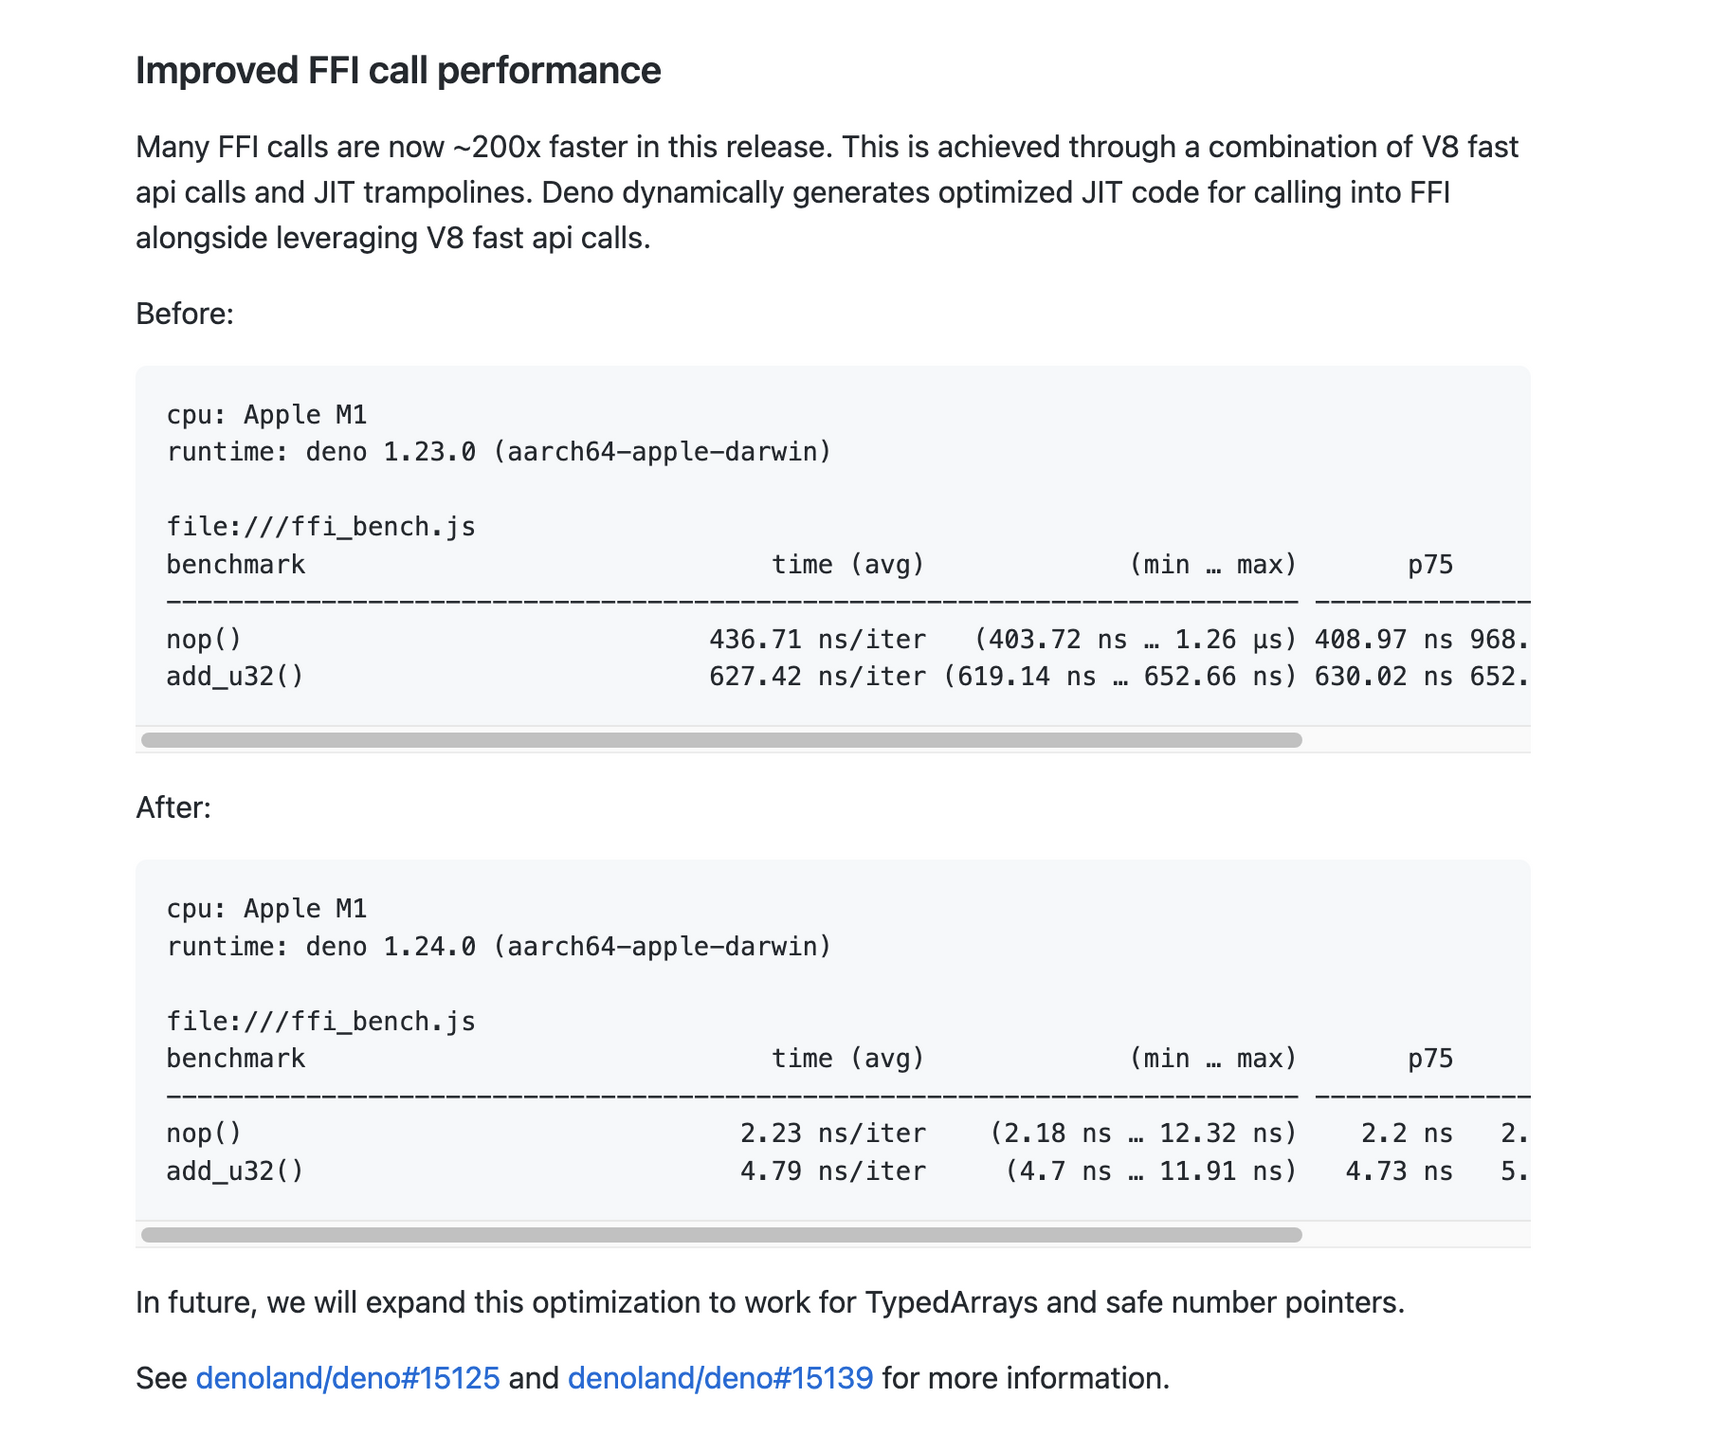 Improved FFI call performance
Many FFI calls are now ~200x faster in this release. This is achieved through a combination of V8 fast
api calls and JIT trampolines. Deno dynamically generates optimized JIT code for calling into FFI
alongside leveraging V8 fast api calls.
Before:
cpu: Apple M1
runtime: deno 1.23.0 (aarch64-apple-darwin)
file:///ffi_bench.js
benchmark time (avg) (min … max) p75
nop() 436.71 ns/iter (403.72 ns … 1.26 µs) 408.97 ns 968.
add_u32() 627.42 ns/iter (619.14 ns … 652.66 ns) 630.02 ns 652.
After:
cpu: Apple M1
runtime: deno 1.24.0 (aarch64-apple-darwin)
file:///ffi_bench.js
benchmark time (avg) (min … max) p75
nop() 2.23 ns/iter (2.18 ns … 12.32 ns) 2.2 ns 2.
add_u32() 4.79 ns/iter (4.7 ns … 11.91 ns) 4.73 ns 5.
In future, we will expand this optimization to work for TypedArrays and safe number pointers.
See denoland/deno#15125 and denoland/deno#15139 for more information.